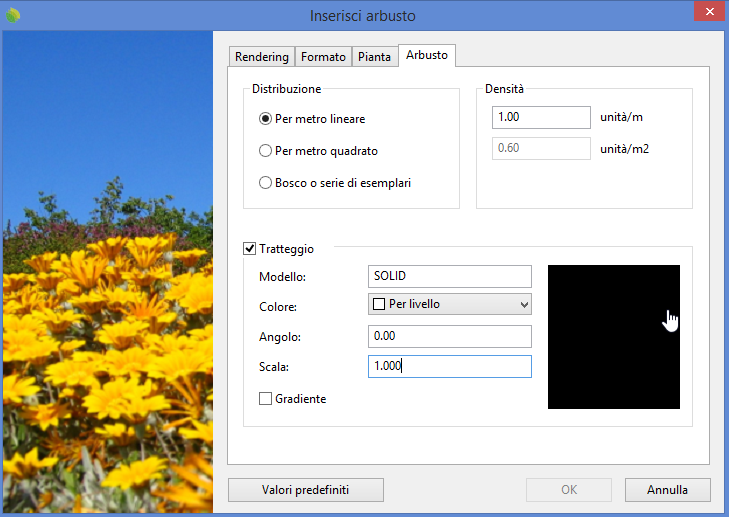 Inserisci arbusto
Rendering Formato Pianta Arbusto
Distribuzione
Per metro lineare
Per metro quadrato
Bosco o serie di esemplari
Densità
1.00 unità/m
0.60 unità/m2
Tratteggio
Modello: SOLID
Colore: Per livello
Angolo: 0.00
Scala: 1.000
Gradiente
Valori predefiniti OK Annulla